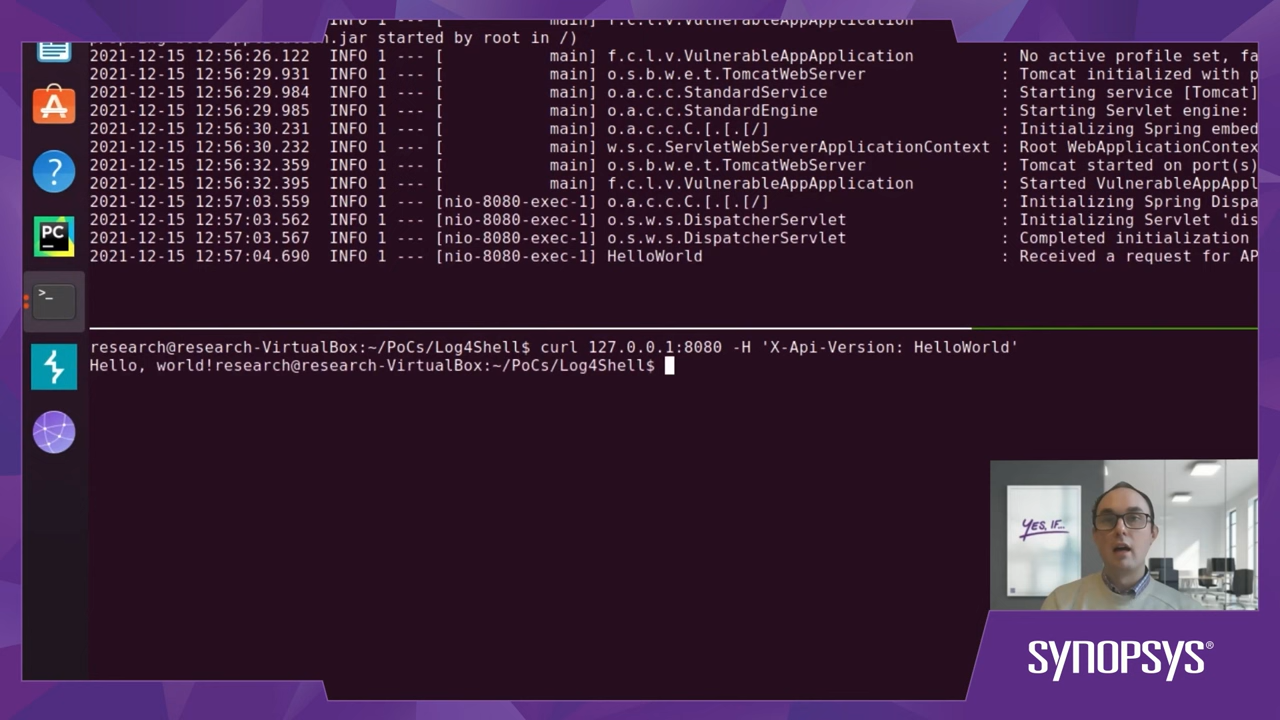 INFO 1 --- [ main] f.c.l.v.VulnerableAppApplication
.jar started by root in /)
2021-12-15 12:56:26.122 INFO 1 --- [ main] f.c.l.v.VulnerableAppApplication : No active profile set, fa
2021-12-15 12:56:29.931 INFO 1 --- [ main] o.s.b.w.e.t.TomcatWebServer : Tomcat initialized with p
2021-12-15 12:56:29.984 INFO 1 --- [ main] o.a.c.c.StandardService : Starting service [Tomcat]
2021-12-15 12:56:29.985 INFO 1 --- [ main] o.a.c.c.StandardEngine : Starting Servlet engine:
2021-12-15 12:56:30.231 INFO 1 --- [ main] o.a.c.c.C.[.[.[/] : Initializing Spring embed
2021-12-15 12:56:30.232 INFO 1 --- [ main] w.s.c.ServletWebServerApplicationContext : Root WebApplicationContex
2021-12-15 12:56:32.359 INFO 1 --- [ main] o.s.b.w.e.t.TomcatWebServer : Tomcat started on port(s)
2021-12-15 12:56:32.395 INFO 1 --- [ main] f.c.l.v.VulnerableAppApplication : Started VulnerableAppAppl
2021-12-15 12:57:03.559 INFO 1 --- [nio-8080-exec-1] o.a.c.c.C.[.[.[/] : Initializing Spring Dispa
2021-12-15 12:57:03.562 INFO 1 --- [nio-8080-exec-1] o.s.w.s.DispatcherServlet : Initializing Servlet 'dis
2021-12-15 12:57:03.567 INFO 1 --- [nio-8080-exec-1] o.s.w.s.DispatcherServlet : Completed initialization
2021-12-15 12:57:04.690 INFO 1 --- [nio-8080-exec-1] HelloWorld : Received a request for AP
PC
>_
research@research-VirtualBox:~/PoCs/Log4Shell$ curl 127.0.0.1:8080 -H 'X-Api-Version: HelloWorld'
Hello, world!research@research-VirtualBox:~/PoCs/Log4Shell$
YES, IF...
SYNOPSYS®